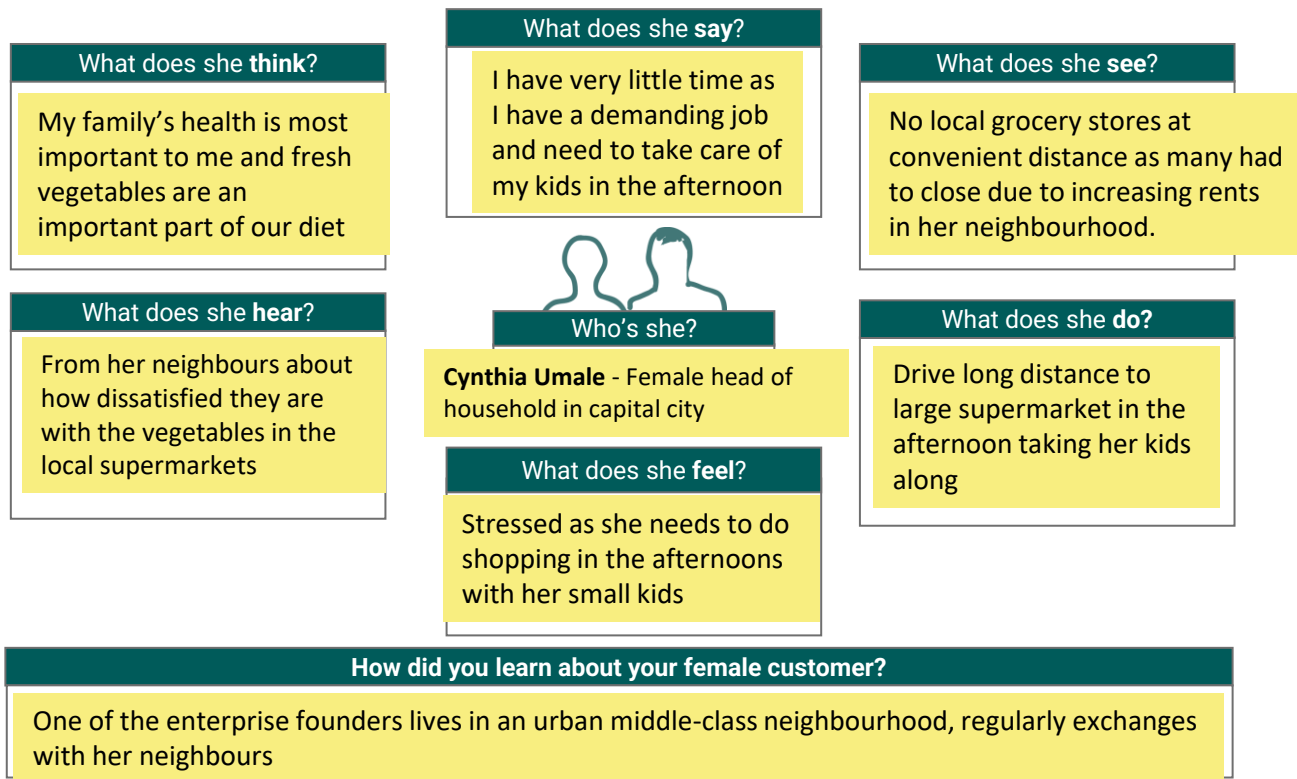 What does she think?
My family’s health is most
important to me and fresh
vegetables are an
important part of our diet
What does she say?
I have very little time as
I have a demanding job
and need to take care of
my kids in the afternoon
What does she see?
No local grocery stores at
convenient distance as many had
to close due to increasing rents
in her neighbourhood.
What does she hear?
From her neighbours about
how dissatisfied they are
with the vegetables in the
local supermarkets
Who's she?
Cynthia Umale - Female head of
household in capital city
What does she do?
Drive long distance to
large supermarket in the
afternoon taking her kids
along
What does she feel?
Stressed as she needs to do
shopping in the afternoons
with her small kids
How did you learn about your female customer?
One of the enterprise founders lives in an urban middle-class neighbourhood, regularly exchanges
with her neighbours